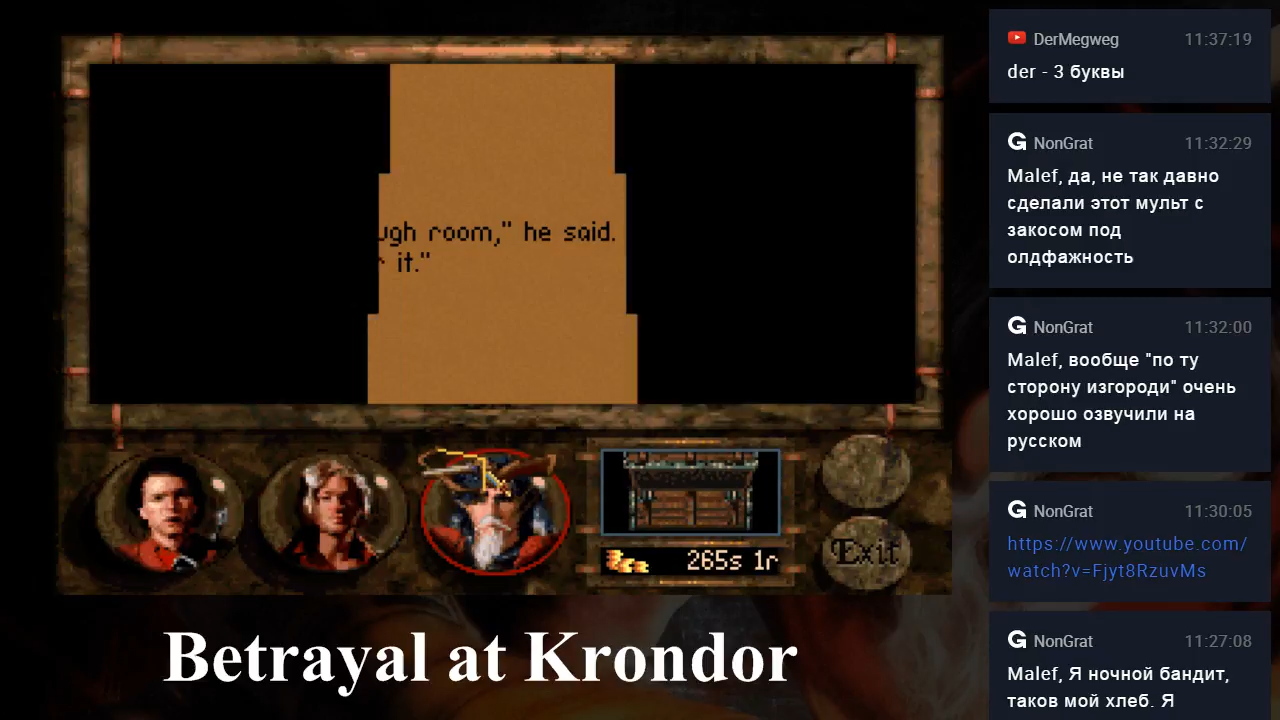 room," he said.
it."
265s 1r
Exit
Betrayal at Krondor
DerMegweg 11:37:19
der - 3 буквы
G NonGrat 11:32:29
Malef, да, не так давно
сделали этот мульт с
закосом под
олдфажность
G NonGrat 11:32:00
Malef, вообще "по ту
сторону изгороди" очень
хорошо озвучили на
русском
G NonGrat 11:30:05
https://www.youtube.com/
watch?v=Fjyt8RzuvMs
G NonGrat 11:27:08
Malef, Я ночной бандит,
таков мой хлеб. Я